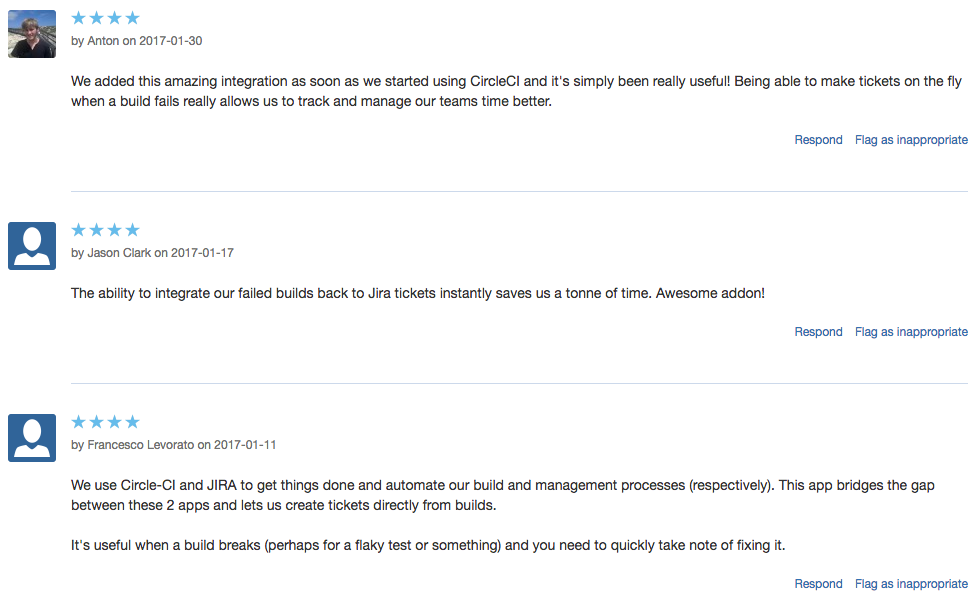 by Anton on 2017-01-30
We added this amazing integration as soon as we started using CircleCI and it's simply been really useful! Being able to make tickets on the fly
when a build fails really allows us to track and manage our teams time better.
Respond Flag as inappropriate
by Jason Clark on 2017-01-17
The ability to integrate our failed builds back to Jira tickets instantly saves us a tonne of time. Awesome addon!
Respond Flag as inappropriate
by Francesco Levorato on 2017-01-11
We use Circle-CI and JIRA to get things done and automate our build and management processes (respectively). This app bridges the gap
between these 2 apps and lets us create tickets directly from builds.
It's useful when a build breaks (perhaps for a flaky test or something) and you need to quickly take note of fixing it.
Respond Flag as inappropriate